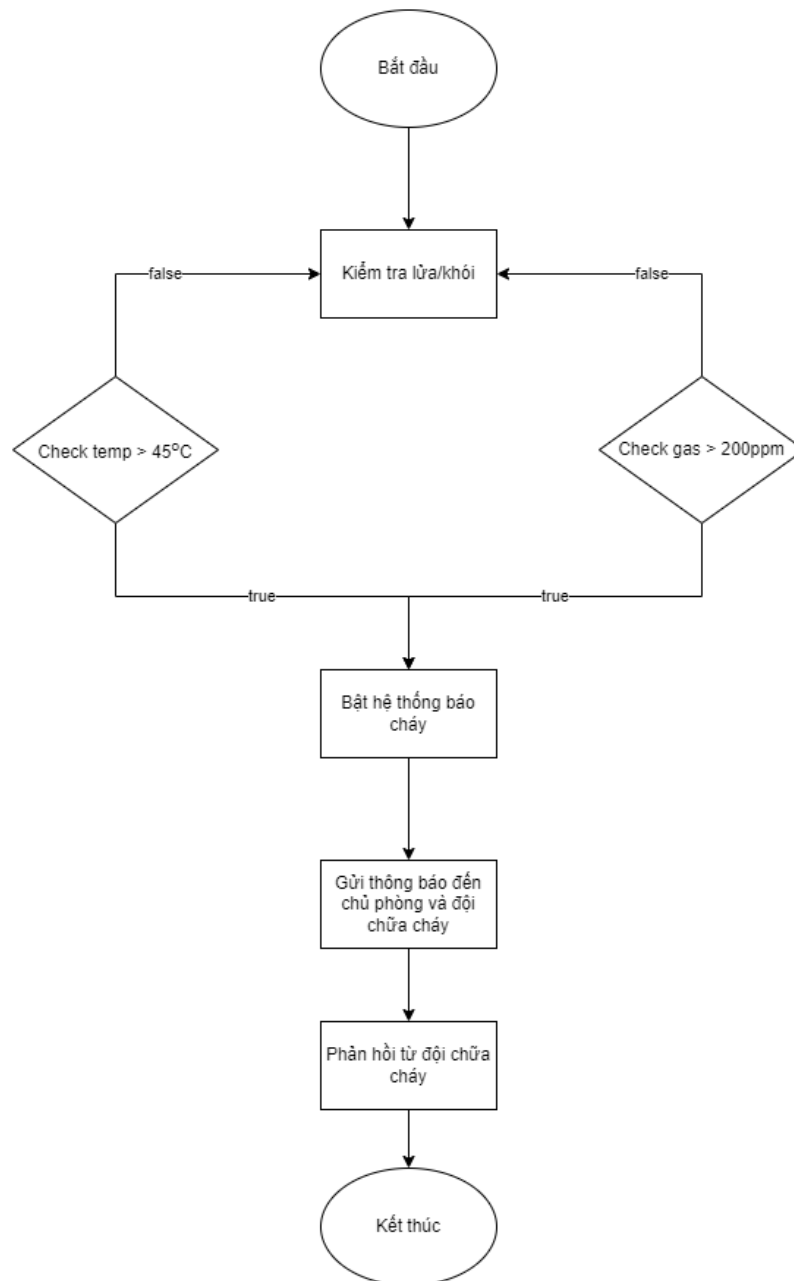 Bắt đầu
Kiểm tra lửa/khói
false
false
Check temp > 45°C
Check gas > 200ppm
true
true
Bật hệ thống báo
cháy
Gửi thông báo đến
chủ phòng và đội
chữa cháy
Phản hồi từ đội chữa
cháy
Kết thúc